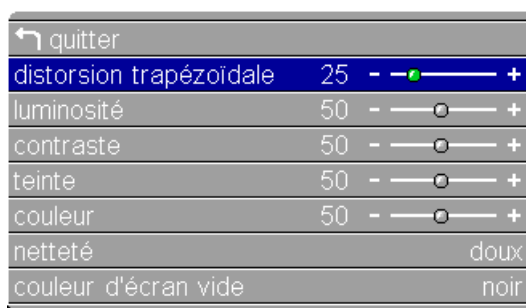 quitter
distorsion trapézoïdale 25 - +
luminosité 50 - +
contraste 50 - +
teinte 50 - +
couleur 50 - +
netteté doux
couleur d'écran vide noir